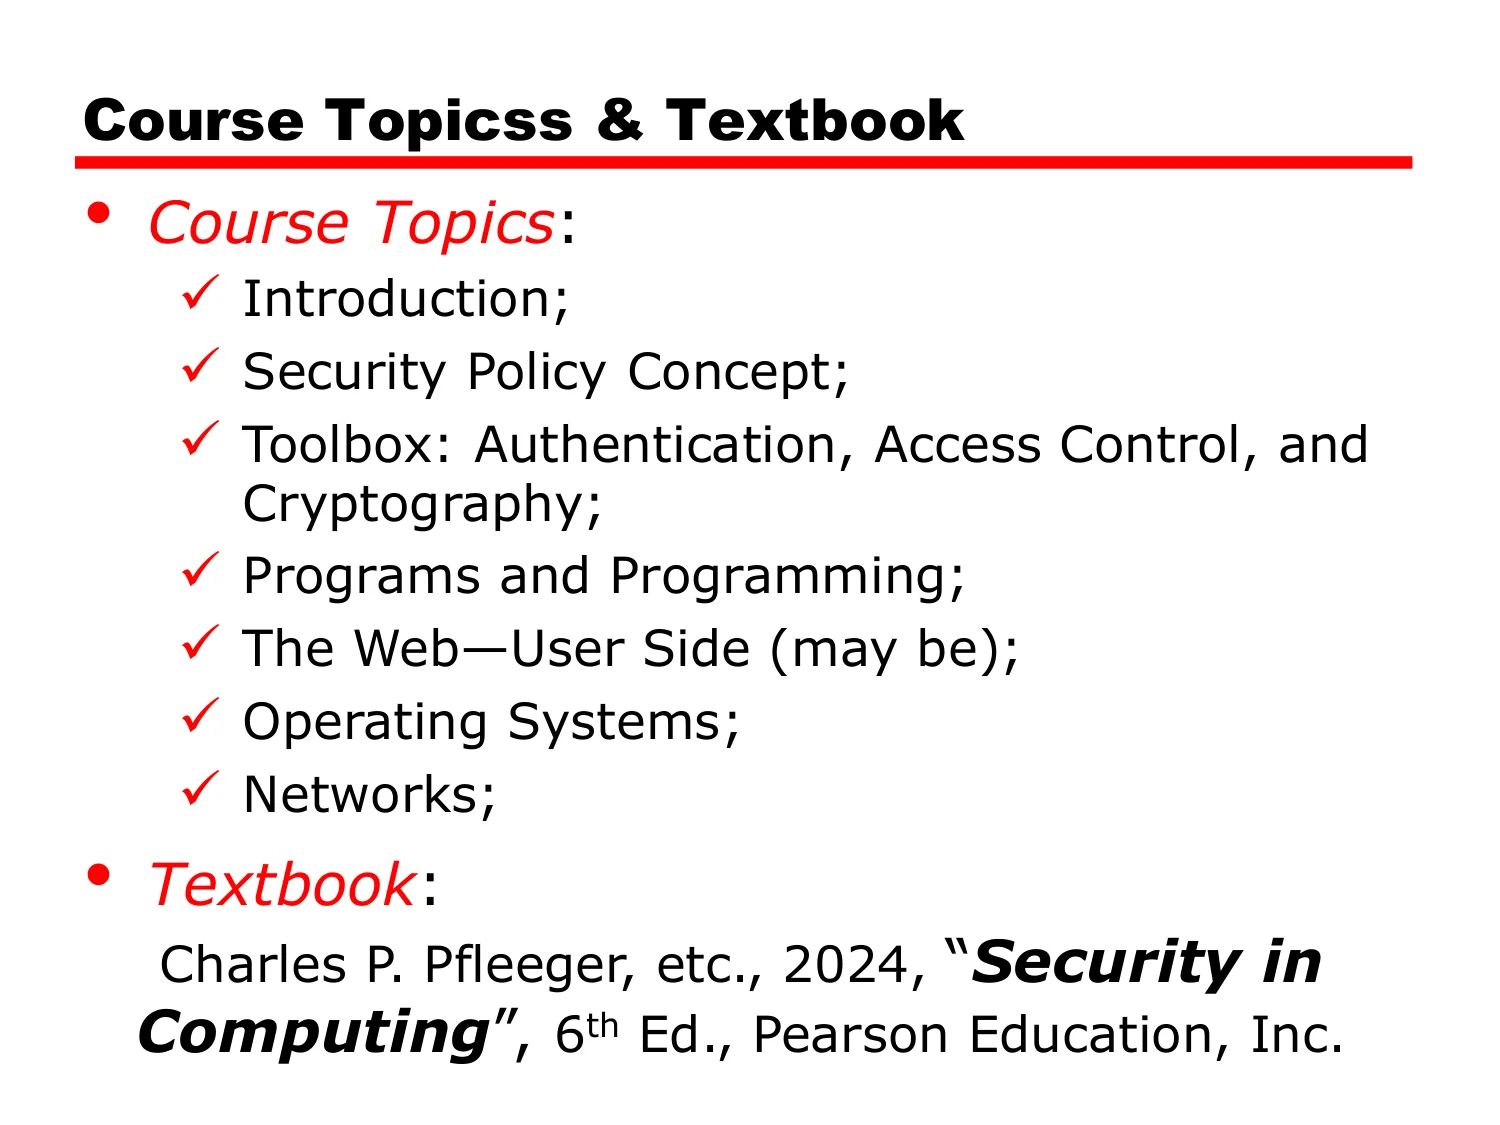 Course Topicss & Textbook
• Course Topics:
✓ Introduction;
✓ Security Policy Concept;
✓ Toolbox: Authentication, Access Control, and
Cryptography;
✓ Programs and Programming;
✓ The Web—User Side (may be);
✓ Operating Systems;
✓ Networks;
• Textbook:
Charles P. Pfleeger, etc., 2024, “Security in
Computing”, 6th Ed., Pearson Education, Inc.